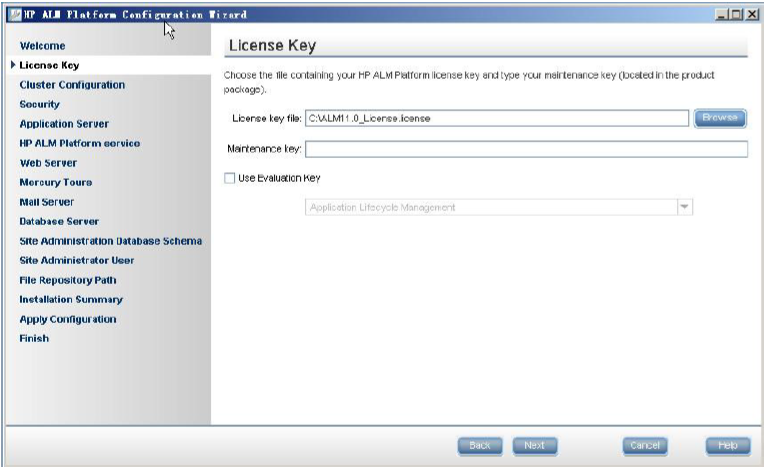 HP ALM Platform Configuration Wizard
Welcome
License Key
Cluster Configuration
Security
Application Server
HP ALM Platform service
Web Server
Mercury Tours
Mail Server
Database Server
Site Administration Database Schema
Site Administrator User
File Repository Path
Installation Summary
Apply Configuration
Finish
License Key
Choose the file containing your HP ALM Platform license key and type your maintenance key (located in the product
package).
License key file: C:\ALM11.0_License.license Browse
Maintenance key:
Use Evaluation Key
Application Lifecycle Management
Back Next Cancel Help